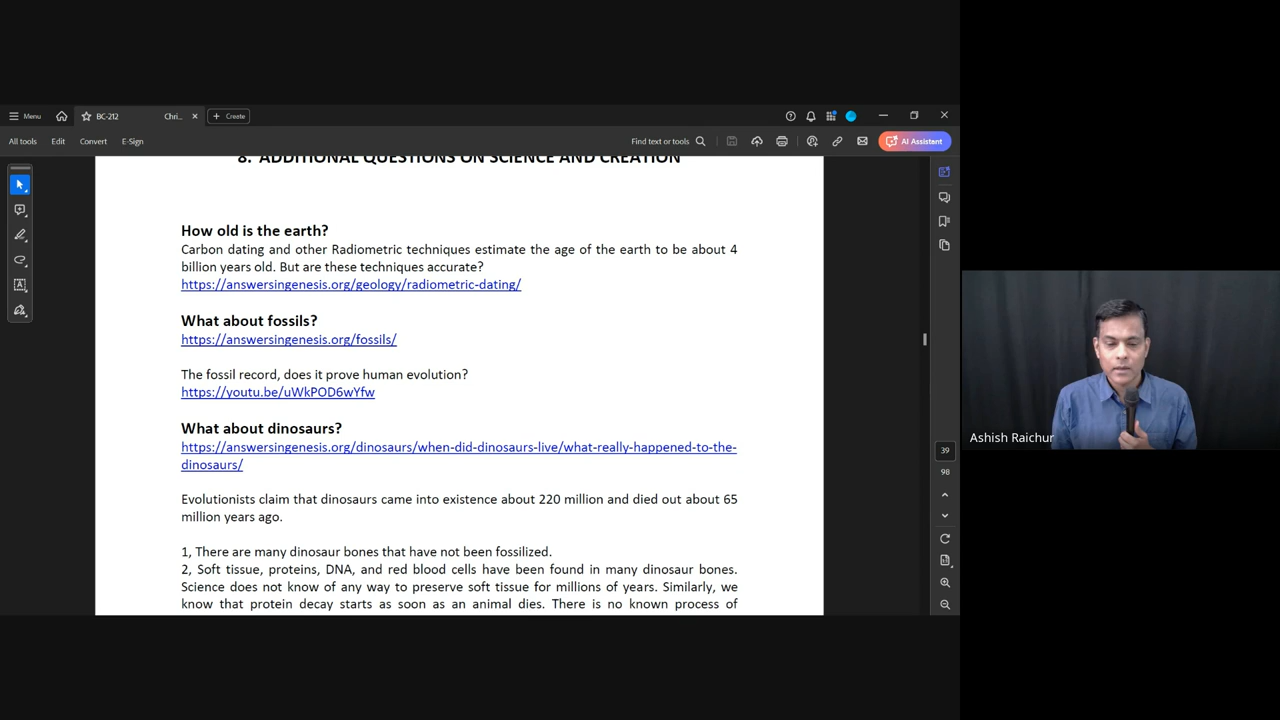 Menu
BC-212
Chri...
Create
All tools
Edit
Convert
E-Sign
Find text or tools
AI Assistant
8. ADDITIONAL QUESTIONS ON SCIENCE AND CREATION
How old is the earth?
Carbon dating and other Radiometric techniques estimate the age of the earth to be about 4
billion years old. But are these techniques accurate?
https://answersingenesis.org/geology/radiometric-dating/
What about fossils?
https://answersingenesis.org/fossils/
The fossil record, does it prove human evolution?
https://youtu.be/uWkPOD6wYfw
What about dinosaurs?
https://answersingenesis.org/dinosaurs/when-did-dinosaurs-live/what-really-happened-to-the-
dinosaurs/
Evolutionists claim that dinosaurs came into existence about 220 million and died out about 65
million years ago.
1, There are many dinosaur bones that have not been fossilized.
2, Soft tissue, proteins, DNA, and red blood cells have been found in many dinosaur bones.
Science does not know of any way to preserve soft tissue for millions of years. Similarly, we
know that protein decay starts as soon as an animal dies. There is no known process of
39
98
Ashish Raichur